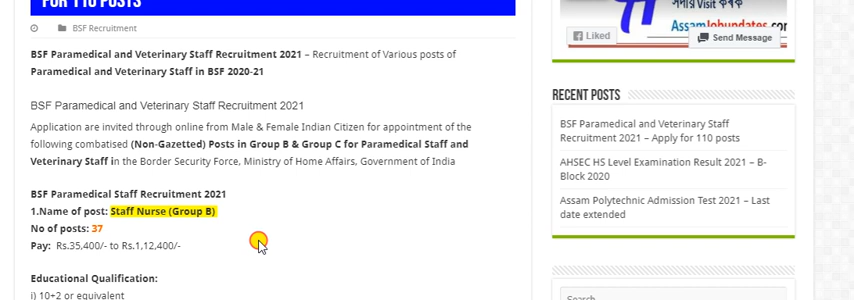 FOR 110 POSTS
BSF Recruitment
BSF Paramedical and Veterinary Staff Recruitment 2021 – Recruitment of Various posts of
Paramedical and Veterinary Staff in BSF 2020-21
BSF Paramedical and Veterinary Staff Recruitment 2021
Application are invited through online from Male & Female Indian Citizen for appointment of the
following combatised (Non-Gazetted) Posts in Group B & Group C for Paramedical Staff and
Veterinary Staff in the Border Security Force, Ministry of Home Affairs, Government of India
BSF Paramedical Staff Recruitment 2021
1.Name of post: Staff Nurse (Group B)
No of posts: 37
Pay: Rs.35,400/- to Rs.1,12,400/-
Educational Qualification:
i) 10+2 or equivalent
Liked
Send Message
RECENT POSTS
BSF Paramedical and Veterinary Staff
Recruitment 2021 – Apply for 110 posts
AHSEC HS Level Examination Result 2021 – B-
Block 2020
Assam Polytechnic Admission Test 2021 – Last
date extended
Search